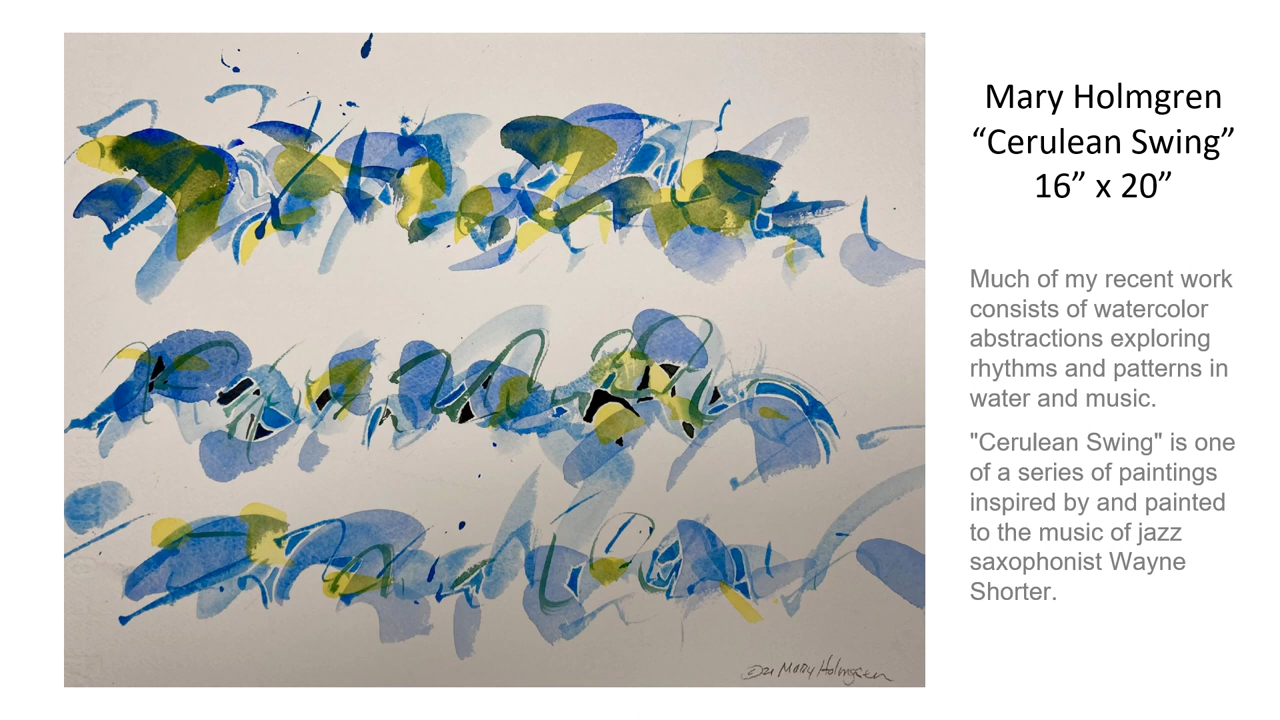 Mary Holmgren
“Cerulean Swing”
16” x 20”
Much of my recent work
consists of watercolor
abstractions exploring
rhythms and patterns in
water and music.
"Cerulean Swing" is one
of a series of paintings
inspired by and painted
to the music of jazz
saxophonist Wayne
Shorter.
©21 Mary Holmgren